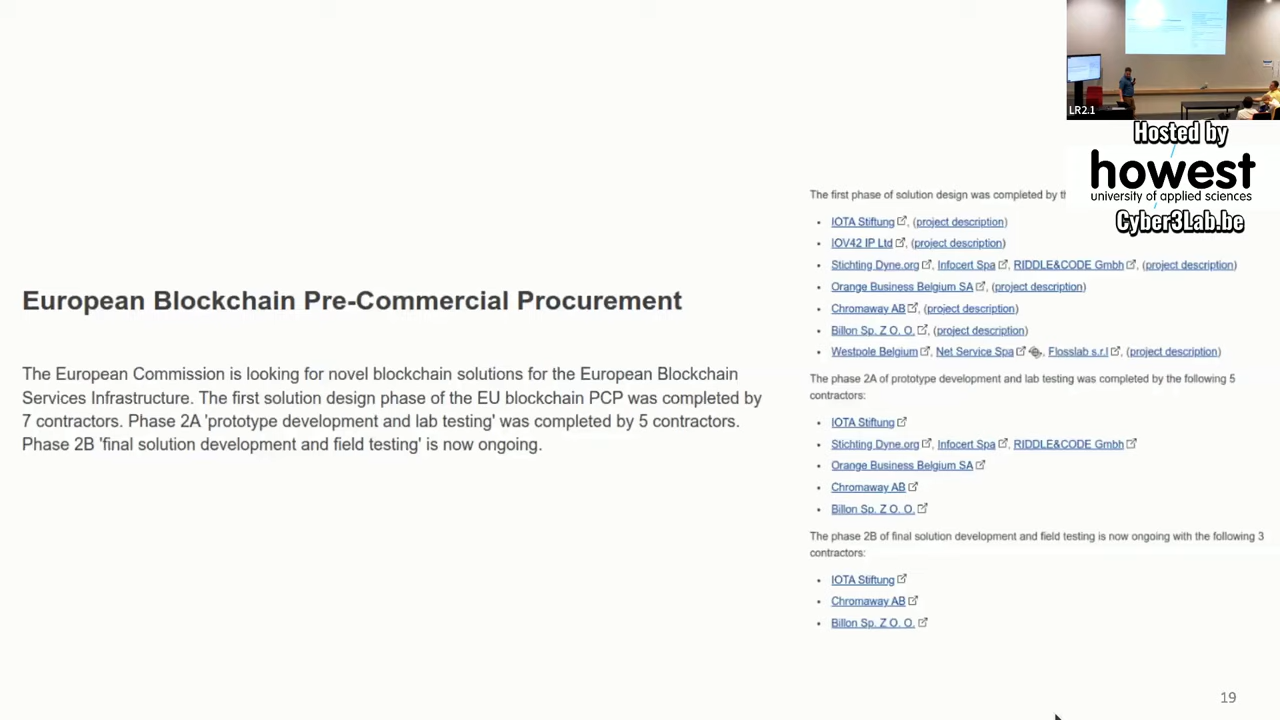 LR2.1
Hosted by
howest
university of applied sciences
Cyber3Lab.be
European Blockchain Pre-Commercial Procurement
The European Commission is looking for novel blockchain solutions for the European Blockchain
Services Infrastructure. The first solution design phase of the EU blockchain PCP was completed by
7 contractors. Phase 2A 'prototype development and lab testing' was completed by 5 contractors.
Phase 2B 'final solution development and field testing' is now ongoing.
The first phase of solution design was completed by
IOTA Stiftung, (project description)
IOV42 IP Ltd, (project description)
Stichting Dyne.org, Infocert Spa, RIDDLE&CODE Gmbh, (project description)
Orange Business Belgium SA, (project description)
Chromaway AB, (project description)
Billon Sp. Z O. O., (project description)
Westpole Belgium, Net Service Spa, Flosslab s.r.l, (project description)
The phase 2A of prototype development and lab testing was completed by the following 5
contractors:
IOTA Stiftung
Stichting Dyne.org, Infocert Spa, RIDDLE&CODE Gmbh
Orange Business Belgium SA
Chromaway AB
Billon Sp. Z O. O.
The phase 2B of final solution development and field testing is now ongoing with the following 3
contractors:
IOTA Stiftung
Chromaway AB
Billon Sp. Z O. O.
19